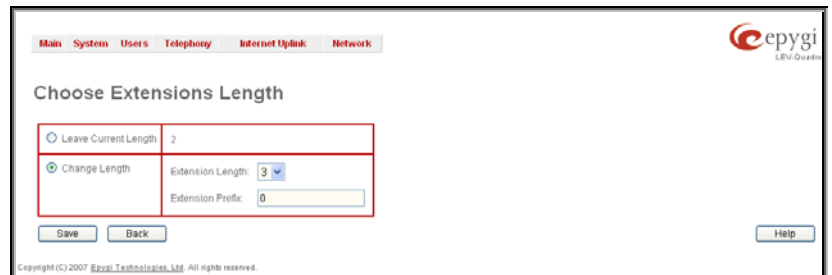 Main System Users Telephony Internet Uplink Network
epygi
LEV-Quadro
Choose Extensions Length
Leave Current Length 2
Change Length Extension Length: 3
Extension Prefix: 0
Save Back Help
Copyright (C) 2007 Epygi Technologies, Ltd. All rights reserved.